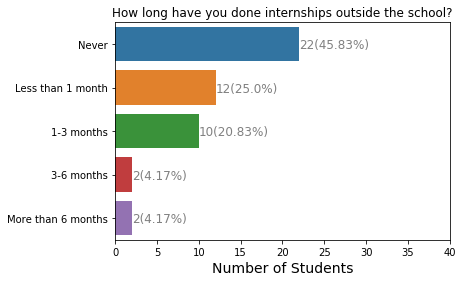 How long have you done internships outside the school?
Never 22(45.83%)
Less than 1 month 12(25.0%)
1-3 months 10(20.83%)
3-6 months 2(4.17%)
More than 6 months 2(4.17%)
0 5 10 15 20 25 30 35 40
Number of Students